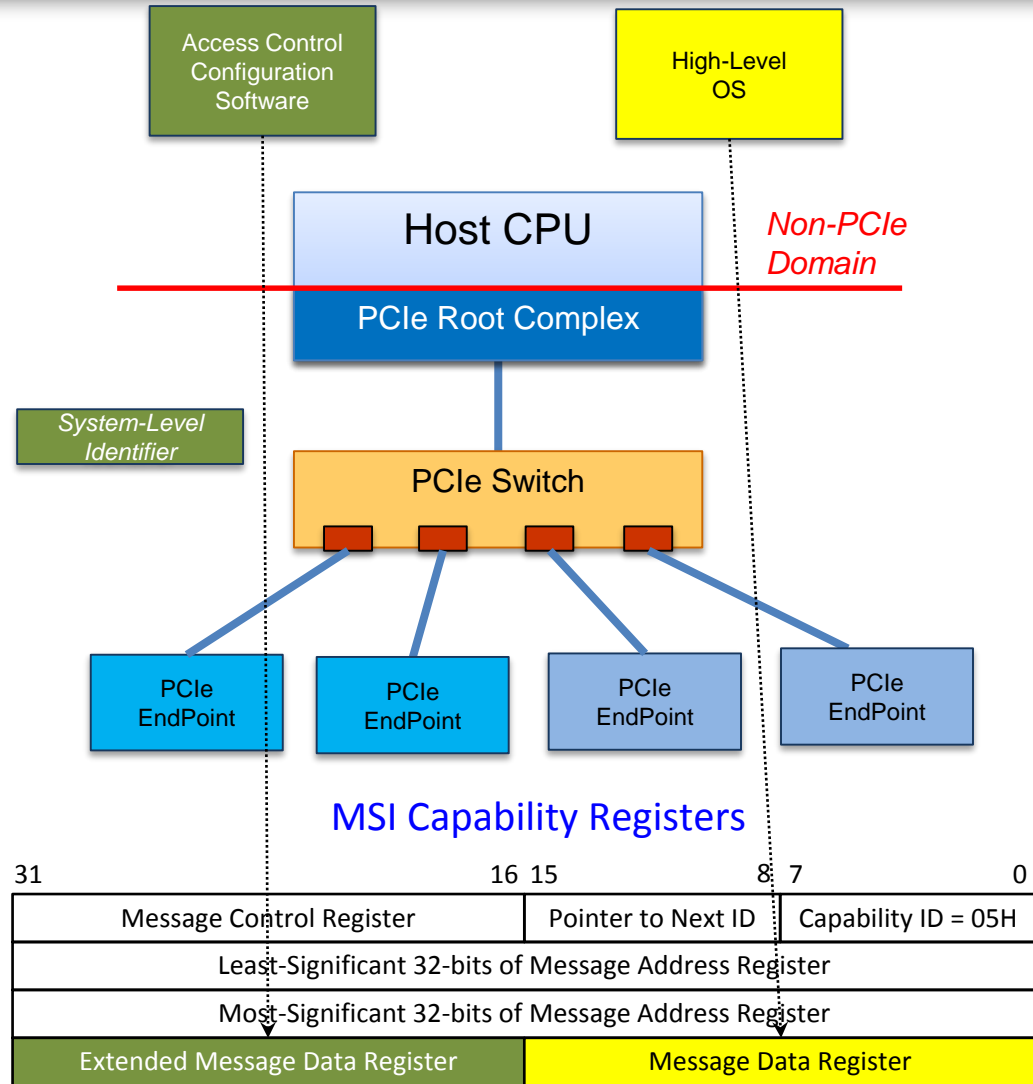 Access Control
Configuration
Software
High-Level
OS
Host CPU
Non-PCIe
Domain
PCIe Root Complex
System-Level
Identifier
PCIe Switch
PCIe
EndPoint
PCIe
EndPoint
PCIe
EndPoint
PCIe
EndPoint
MSI Capability Registers
31 16 15 8 7 0
Message Control Register Pointer to Next ID Capability ID = 05H
Least-Significant 32-bits of Message Address Register
Most-Significant 32-bits of Message Address Register
Extended Message Data Register Message Data Register